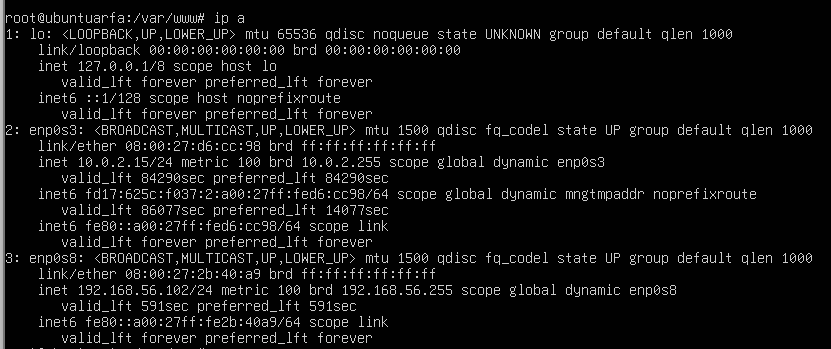 root@ubuntuarfa:/var/www# ip a
1: lo: <LOOPBACK,UP,LOWER_UP> mtu 65536 qdisc noqueue state UNKNOWN group default qlen 1000
    link/loopback 00:00:00:00:00:00 brd 00:00:00:00:00:00
    inet 127.0.0.1/8 scope host lo
       valid_lft forever preferred_lft forever
    inet6 ::1/128 scope host noprefixroute
       valid_lft forever preferred_lft forever
2: enp0s3: <BROADCAST,MULTICAST,UP,LOWER_UP> mtu 1500 qdisc fq_codel state UP group default qlen 1000
    link/ether 08:00:27:d6:cc:98 brd ff:ff:ff:ff:ff:ff
    inet 10.0.2.15/24 metric 100 brd 10.0.2.255 scope global dynamic enp0s3
       valid_lft 84290sec preferred_lft 84290sec
    inet6 fd17:625c:f037:2:a00:27ff:fed6:cc98/64 scope global dynamic mngtmpaddr noprefixroute
       valid_lft 86077sec preferred_lft 14077sec
    inet6 fe80::a00:27ff:fed6:cc98/64 scope link
       valid_lft forever preferred_lft forever
3: enp0s8: <BROADCAST,MULTICAST,UP,LOWER_UP> mtu 1500 qdisc fq_codel state UP group default qlen 1000
    link/ether 08:00:27:2b:40:a9 brd ff:ff:ff:ff:ff:ff
    inet 192.168.56.102/24 metric 100 brd 192.168.56.255 scope global dynamic enp0s8
       valid_lft 591sec preferred_lft 591sec
    inet6 fe80::a00:27ff:fe2b:40a9/64 scope link
       valid_lft forever preferred_lft forever